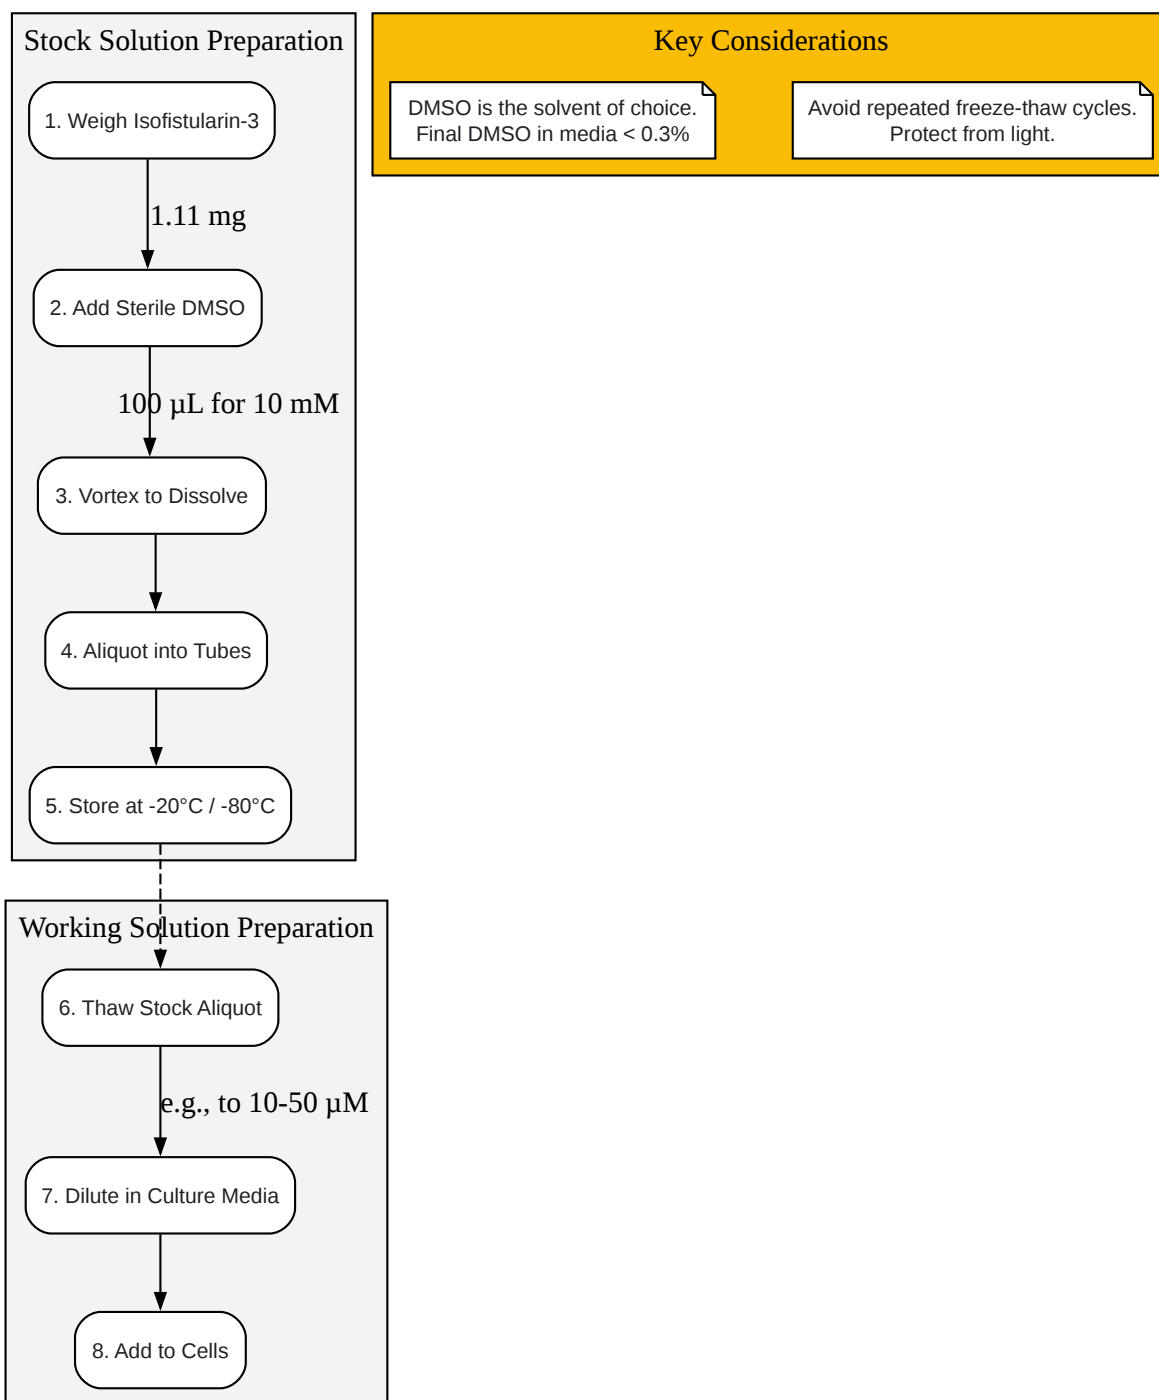 Stock Solution Preparation
1. Weigh Isofistularin-3
1.11 mg
2. Add Sterile DMSO
100 µL for 10 mM
3. Vortex to Dissolve
4. Aliquot into Tubes
5. Store at -20°C / -80°C
Working Solution Preparation
6. Thaw Stock Aliquot
e.g., to 10-50 µM
7. Dilute in Culture Media
8. Add to Cells
Key Considerations
DMSO is the solvent of choice.
Final DMSO in media < 0.3%
Avoid repeated freeze-thaw cycles.
Protect from light.